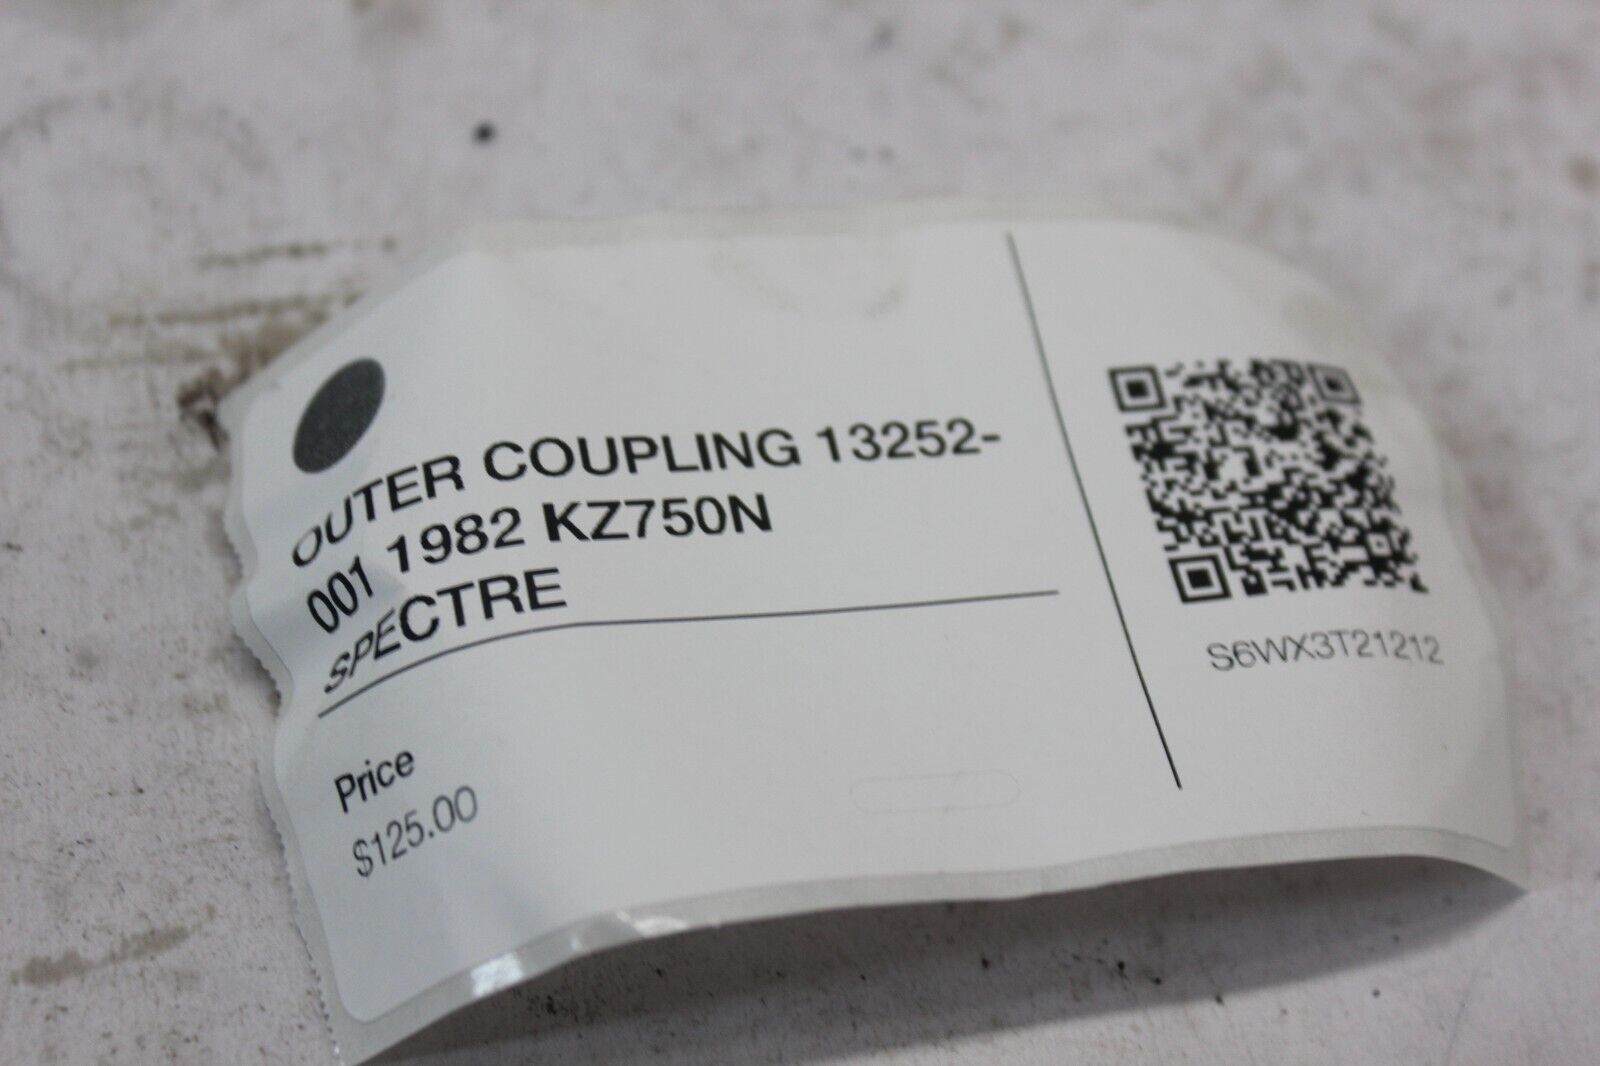 OUTER COUPLING 13252-
001 1982 KZ750N
SPECTRE
Price
$125.00
S6WX3T21212